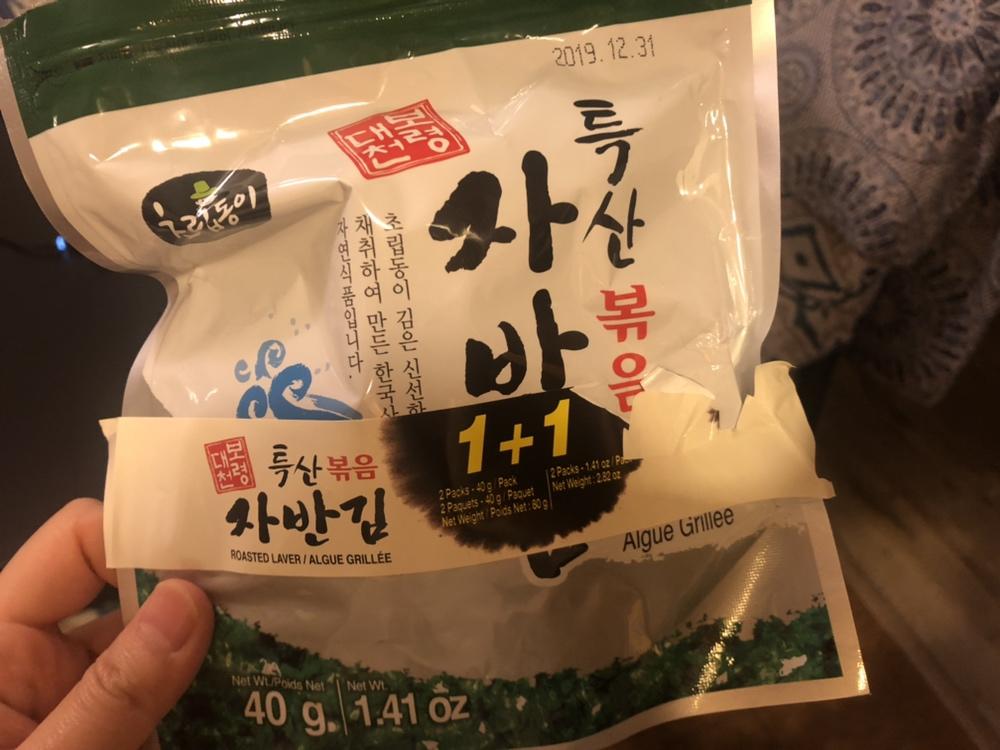 2019.12.31
보령
대천
초립동이
특산
볶음
자반
초립동이 김은 신선한
채취하여 만든 한국산
자연식품입니다.
1+1
2 Packs - 40 g / Pack
2 Paquets - 40 g / Paquet
Net Weight / Poids Net : 80 g
2 Packs - 1.41 oz / Pack
Net Weight : 2.82 oz
보령
대천
특산 볶음
자반김
ROASTED LAVER / ALGUE GRILLÉE
Algue Grillée
Net Wt./Poids Net
40 g.
Net Wt.
1.41 oz